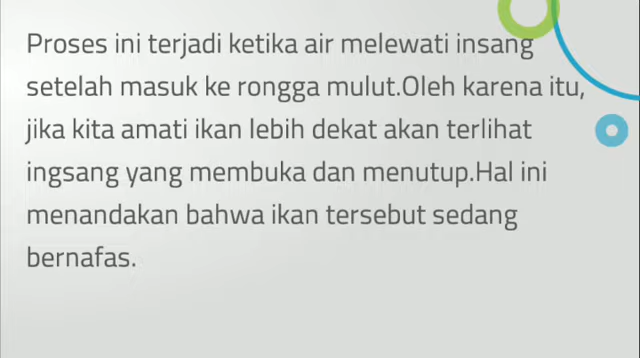 Proses ini terjadi ketika air melewati insang
setelah masuk ke rongga mulut.Oleh karena itu,
jika kita amati ikan lebih dekat akan terlihat
ingsang yang membuka dan menutup.Hal ini
menandakan bahwa ikan tersebut sedang
bernafas.